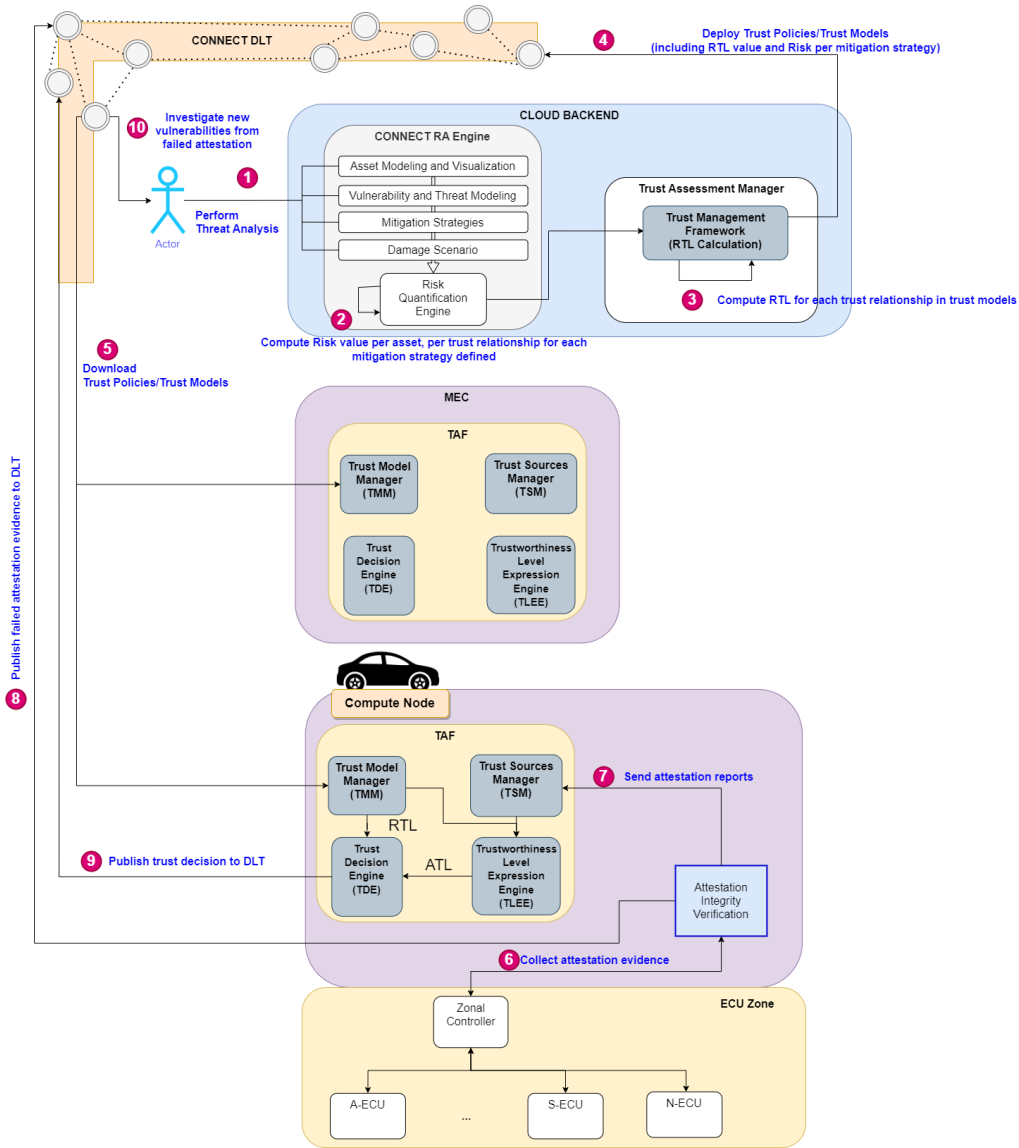 CONNECT DLT
4
Deploy Trust Policies/Trust Models
(including RTL value and Risk per mitigation strategy)
10
Investigate new
vulnerabilities from
failed attestation
CLOUD BACKEND
CONNECT RA Engine
Asset Modeling and Visualization
Vulnerability and Threat Modeling
Mitigation Strategies
Damage Scenario
Risk
Quantification
Engine
1
Perform
Threat Analysis
Actor
Trust Assessment Manager
Trust Management
Framework
(RTL Calculation)
3
Compute RTL for each trust relationship in trust models
2
Compute Risk value per asset, per trust relationship for each
mitigation strategy defined
5
Download
Trust Policies/Trust Models
MEC
TAF
Trust Model
Manager
(TMM)
Trust Sources
Manager
(TSM)
Trust
Decision
Engine
(TDE)
Trustworthiness
Level
Expression
Engine
(TLEE)
Publish failed attestation evidence to DLT
8
Compute Node
TAF
Trust Model
Manager
(TMM)
Trust Sources
Manager
(TSM)
7
Send attestation reports
RTL
Trust
Decision
Engine
(TDE)
ATL
Trustworthiness
Level
Expression
Engine
(TLEE)
9
Publish trust decision to DLT
Attestation
Integrity
Verification
6
Collect attestation evidence
ECU Zone
Zonal
Controller
A-ECU
...
S-ECU
N-ECU